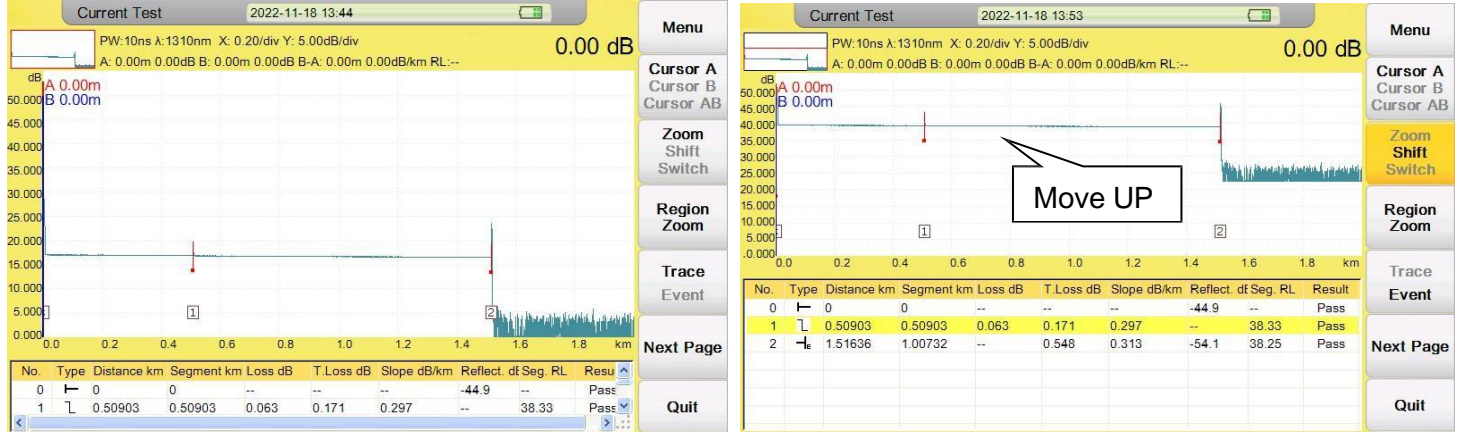 Current Test 2022-11-18 13:44
PW:10ns λ:1310nm X: 0.20/div Y: 5.00dB/div
0.00 dB
A: 0.00m 0.00dB B: 0.00m 0.00dB B-A: 0.00m 0.00dB/km RL:--
dB
A 0.00m
50.000
B 0.00m
45.000
40.000
35.000
30.000
25.000
20.000
15.000
10.000
5.000
1
2
0.000
0.0 0.2 0.4 0.6 0.8 1.0 1.2 1.4 1.6 1.8 km
No. Type Distance km Segment km Loss dB T.Loss dB Slope dB/km Reflect. dE Seg. RL Resu
0 0 0 -- -- -- -44.9 -- Pass
1 0.50903 0.50903 0.063 0.171 0.297 -- 38.33 Pass
Menu
Cursor A
Cursor B
Cursor AB
Zoom
Shift
Switch
Region
Zoom
Trace
Event
Next Page
Quit
Current Test 2022-11-18 13:53
PW:10ns λ:1310nm X: 0.20/div Y: 5.00dB/div
0.00 dB
A: 0.00m 0.00dB B: 0.00m 0.00dB B-A: 0.00m 0.00dB/km RL:--
dB
A 0.00m
50.000
B 0.00m
45.000
40.000
35.000
30.000
25.000
20.000
15.000
10.000
5.000
.0.000
Move UP
1
2
0.0 0.2 0.4 0.6 0.8 1.0 1.2 1.4 1.6 1.8 km
No. Type Distance km Segment km Loss dB T.Loss dB Slope dB/km Reflect. dE Seg. RL Result
0 0 0 -- -- -- -44.9 -- Pass
1 0.50903 0.50903 0.063 0.171 0.297 -- 38.33 Pass
2 E 1.51636 1.00732 -- 0.548 0.313 -54.1 38.25 Pass
Menu
Cursor A
Cursor B
Cursor AB
Zoom
Shift
Switch
Region
Zoom
Trace
Event
Next Page
Quit